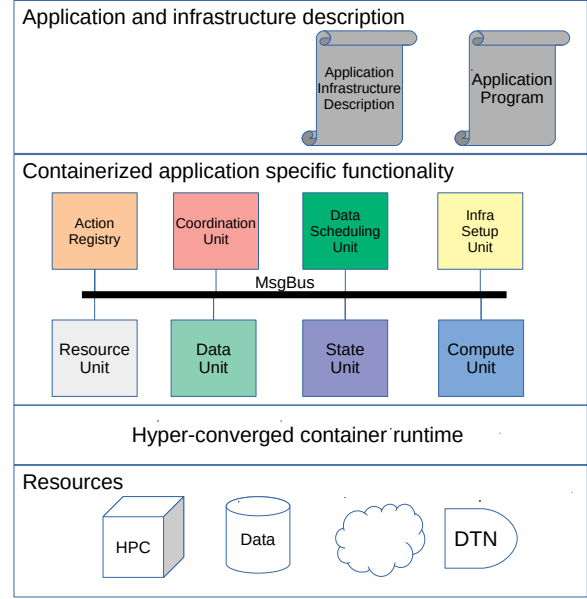 Application and infrastructure description
Application
Infrastructure
Description
Application
Program
Containerized application specific functionality
Action
Registry
Coordination
Unit
Data
Scheduling
Unit
Infra
Setup
Unit
MsgBus
Resource
Unit
Data
Unit
State
Unit
Compute
Unit
Hyper-converged container runtime
Resources
HPC
Data
DTN